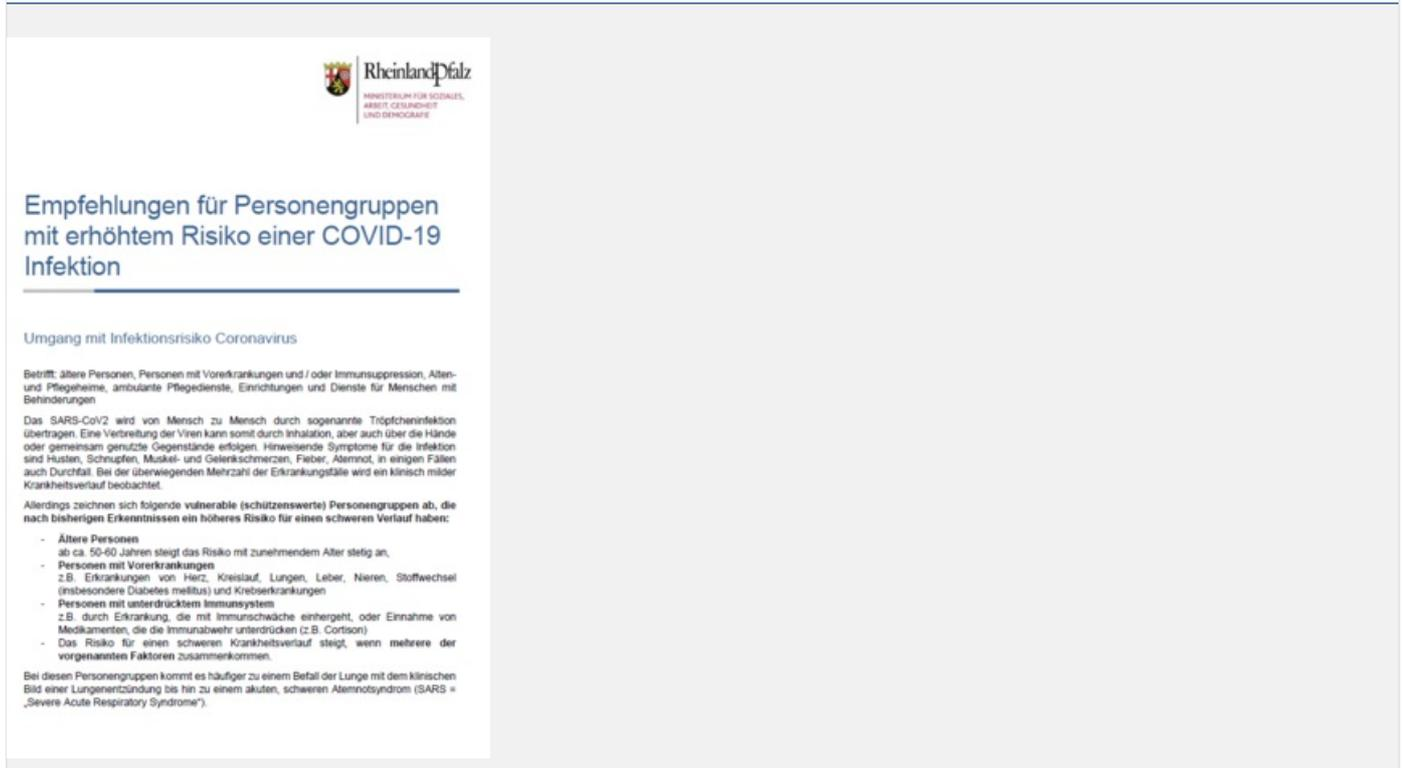 RheinlandPfalz
MINISTERIUM FÜR SOZIALES,
ARBEIT, GESUNDHEIT
UND DEMOGRAFIE
Empfehlungen für Personengruppen
mit erhöhtem Risiko einer COVID-19
Infektion
Umgang mit Infektionsrisiko Coronavirus
Betrifft: ältere Personen, Personen mit Vorerkrankungen und / oder Immunsuppression, Alten-
und Pflegeheime, ambulante Pflegedienste, Einrichtungen und Dienste für Menschen mit
Behinderungen
Das SARS-CoV2 wird von Mensch zu Mensch durch sogenannte Tröpfcheninfektion
übertragen. Eine Verbreitung der Viren kann somit durch Inhalation, aber auch über die Hände
oder gemeinsam genutzte Gegenstände erfolgen. Hinweisende Symptome für die Infektion
sind Husten, Schnupfen, Muskel- und Gelenkschmerzen, Fieber, Atemnot, in einigen Fällen
auch Durchfall. Bei der überwiegenden Mehrzahl der Erkrankungsfälle wird ein klinisch milder
Krankheitsverlauf beobachtet.
Allerdings zeichnen sich folgende vulnerable (schützenswerte) Personengruppen ab, die
nach bisherigen Erkenntnissen ein höheres Risiko für einen schweren Verlauf haben:
- Ältere Personen
ab ca. 50-60 Jahren steigt das Risiko mit zunehmendem Alter stetig an,
- Personen mit Vorerkrankungen
z.B. Erkrankungen von Herz, Kreislauf, Lungen, Leber, Nieren, Stoffwechsel
(insbesondere Diabetes mellitus) und Krebserkrankungen
- Personen mit unterdrücktem Immunsystem
z.B. durch Erkrankung, die mit Immunschwäche einhergeht, oder Einnahme von
Medikamenten, die die Immunabwehr unterdrücken (z.B. Cortison)
- Das Risiko für einen schweren Krankheitsverlauf steigt, wenn mehrere der
vorgenannten Faktoren zusammenkommen.
Bei diesen Personengruppen kommt es häufiger zu einem Befall der Lunge mit dem klinischen
Bild einer Lungenentzündung bis hin zu einem akuten, schweren Atemnotsyndrom (SARS =
„Severe Acute Respiratory Syndrome“).